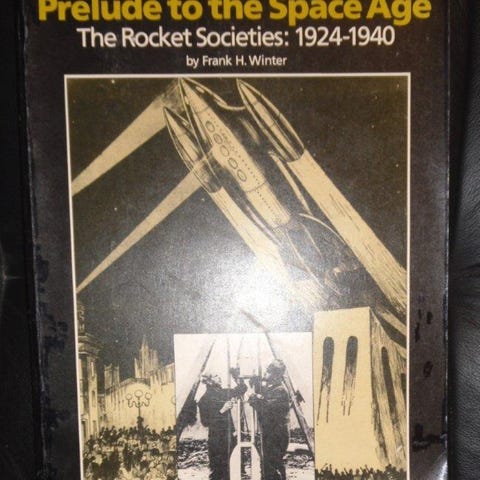 Prelude to the Space Age
The Rocket Societies: 1924-1940
by Frank H. Winter